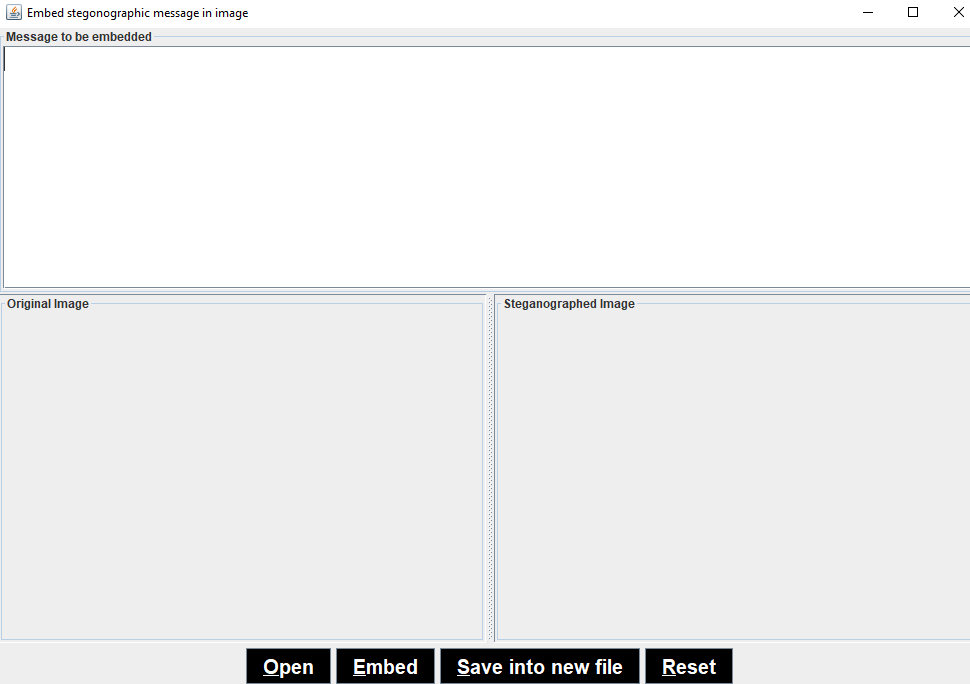 Embed stegonographic message in image
Message to be embedded
Original Image
Steganographed Image
Open
Embed
Save into new file
Reset